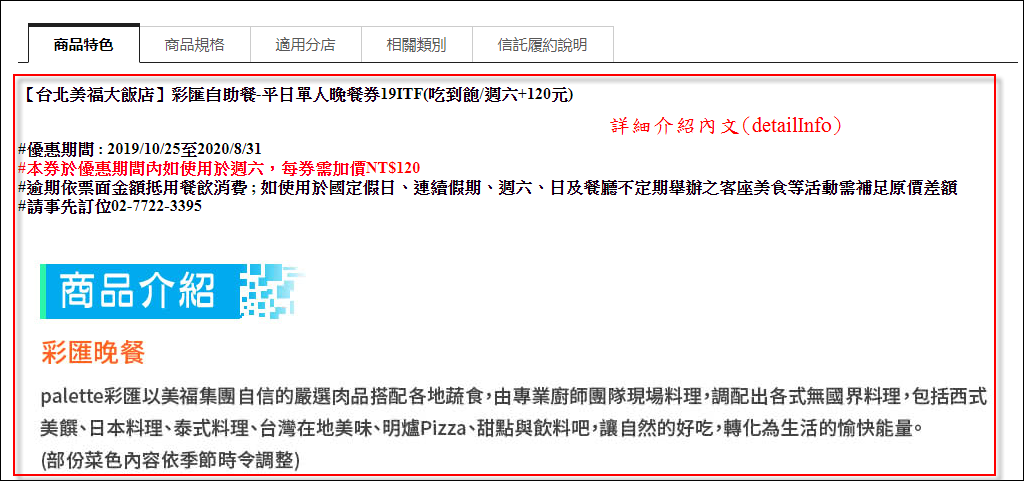 商品特色 商品規格 適用分店 相關類別 信託履約說明
【台北美福大飯店】彩匯自助餐-平日單人晚餐券19ITF(吃到飽/週六+120元)
詳細介紹內文(detailInfo)
#優惠期間 : 2019/10/25至2020/8/31
#本券於優惠期間內如使用於週六，每券需加價NT$120
#逾期依票面金額抵用餐飲消費 ; 如使用於國定假日、連續假期、週六、日及餐廳不定期舉辦之客座美食等活動需補足原價差額
#請事先訂位02-7722-3395
商品介紹
彩匯晚餐
palette彩匯以美福集團自信的嚴選肉品搭配各地蔬食，由專業廚師團隊現場料理，調配出各式無國界料理，包括西式
美饌、日本料理、泰式料理、台灣在地美味、明爐Pizza、甜點與飲料吧，讓自然的好吃，轉化為生活的愉快能量。
(部份菜色內容依季節時令調整)